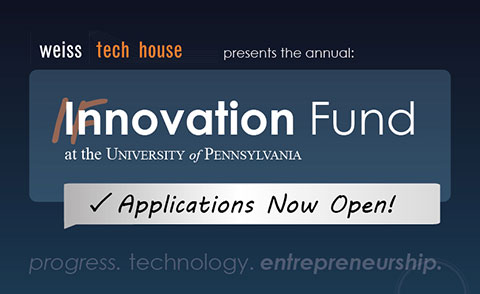 weiss tech house presents the annual:
IF
Innovation Fund
at the UNIVERSITY of PENNSYLVANIA
✓ Applications Now Open!
progress. technology. entrepreneurship.